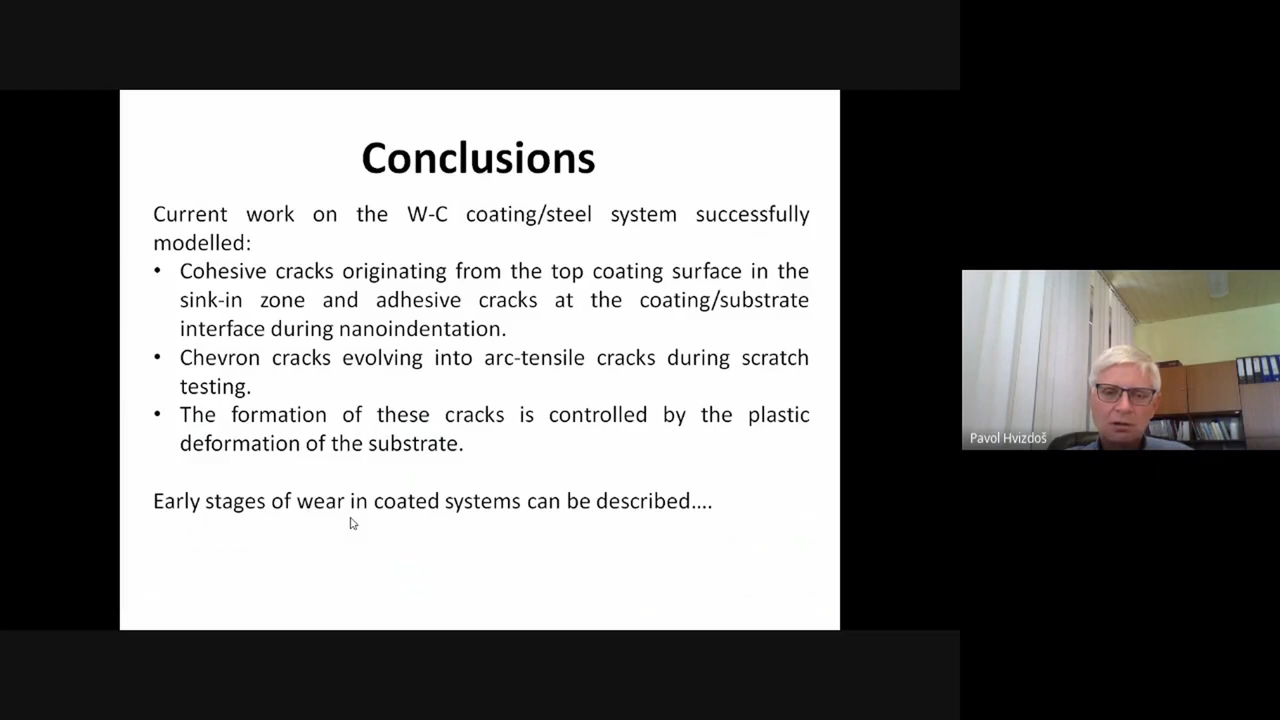 Conclusions
Current work on the W-C coating/steel system successfully
modelled:
• Cohesive cracks originating from the top coating surface in the
sink-in zone and adhesive cracks at the coating/substrate
interface during nanoindentation.
• Chevron cracks evolving into arc-tensile cracks during scratch
testing.
• The formation of these cracks is controlled by the plastic
deformation of the substrate.
Early stages of wear in coated systems can be described....
Pavol Hvizdoš